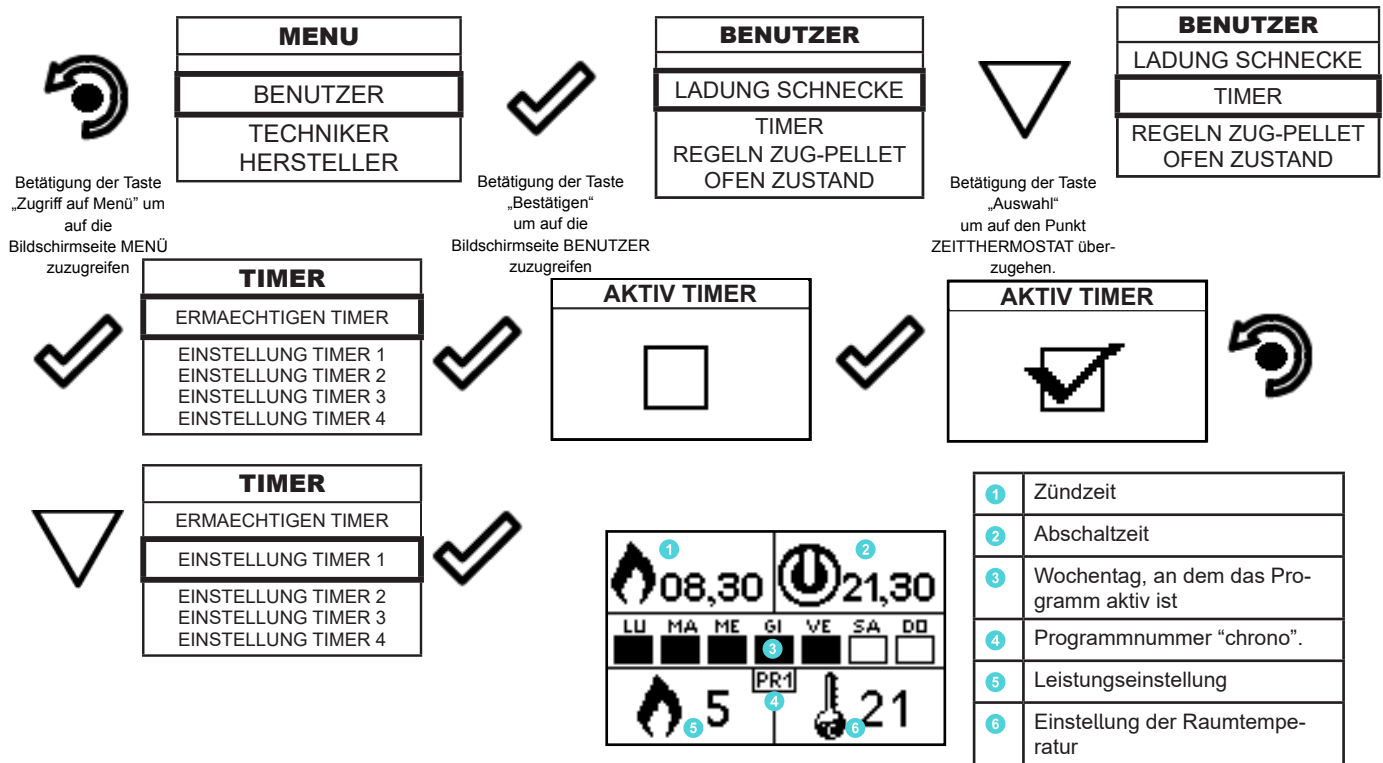 MENU
BENUTZER
TECHNIKER
HERSTELLER
Betätigung der Taste
„Zugriff auf Menü” um
auf die
Bildschirmseite MENÜ
zuzugreifen
BENUTZER
LADUNG SCHNECKE
TIMER
REGELN ZUG-PELLET
OFEN ZUSTAND
Betätigung der Taste
„Bestätigen“
um auf die
Bildschirmseite BENUTZER
zuzugreifen
BENUTZER
LADUNG SCHNECKE
TIMER
REGELN ZUG-PELLET
OFEN ZUSTAND
Betätigung der Taste
„Auswahl“
um auf den Punkt
ZEITTHERMOSTAT über-
zugehen.
TIMER
ERMAECHTIGEN TIMER
EINSTELLUNG TIMER 1
EINSTELLUNG TIMER 2
EINSTELLUNG TIMER 3
EINSTELLUNG TIMER 4
AKTIV TIMER
AKTIV TIMER
TIMER
ERMAECHTIGEN TIMER
EINSTELLUNG TIMER 1
EINSTELLUNG TIMER 2
EINSTELLUNG TIMER 3
EINSTELLUNG TIMER 4
1 08,30 2 21,30
LU MA ME GI VE SA DO
3
PR1
5 5 4 6 21
1 Zündzeit
2 Abschaltzeit
3 Wochentag, an dem das Pro-
gramm aktiv ist
4 Programmnummer “chrono”.
5 Leistungseinstellung
6 Einstellung der Raumtempe-
ratur